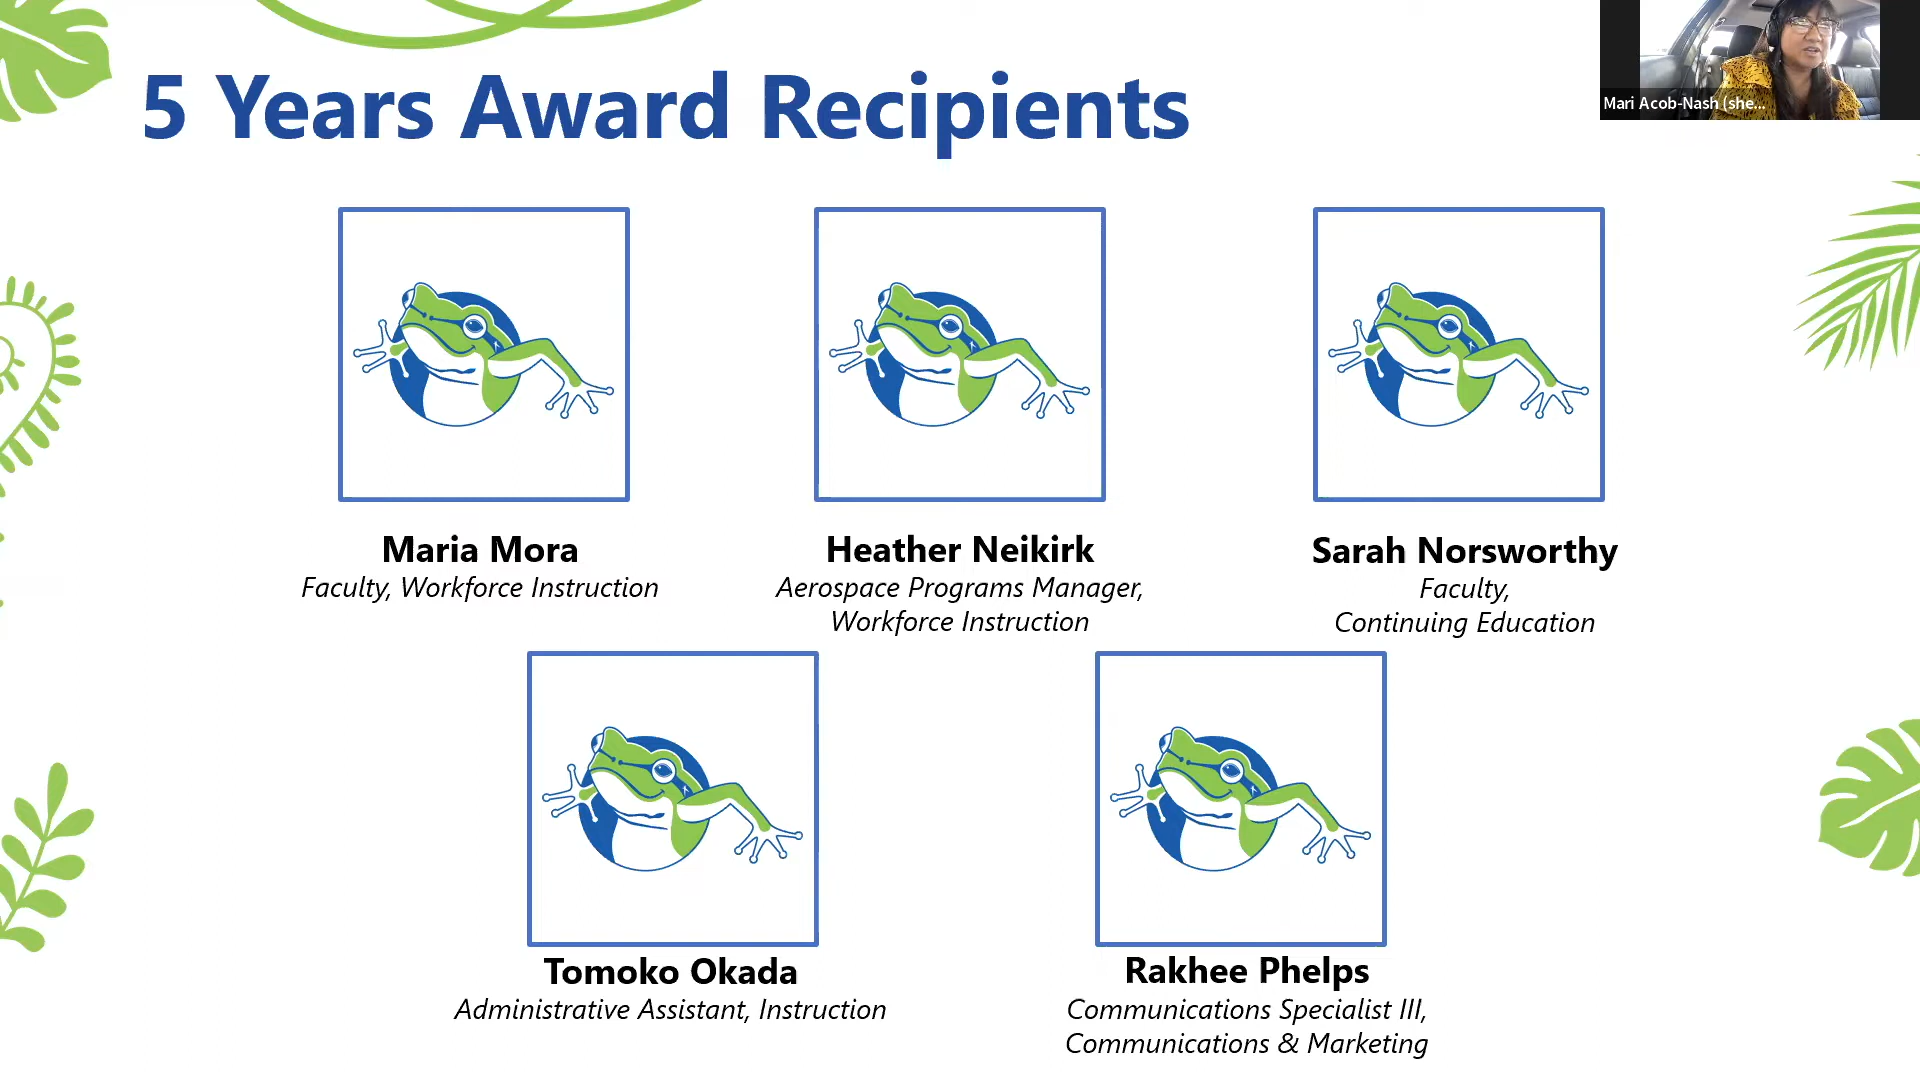 5 Years Award Recipients
Mari Acob-Nash (she...
Maria Mora
Faculty, Workforce Instruction
Heather Neikirk
Aerospace Programs Manager,
Workforce Instruction
Sarah Norsworthy
Faculty,
Continuing Education
Tomoko Okada
Administrative Assistant, Instruction
Rakhee Phelps
Communications Specialist III,
Communications & Marketing